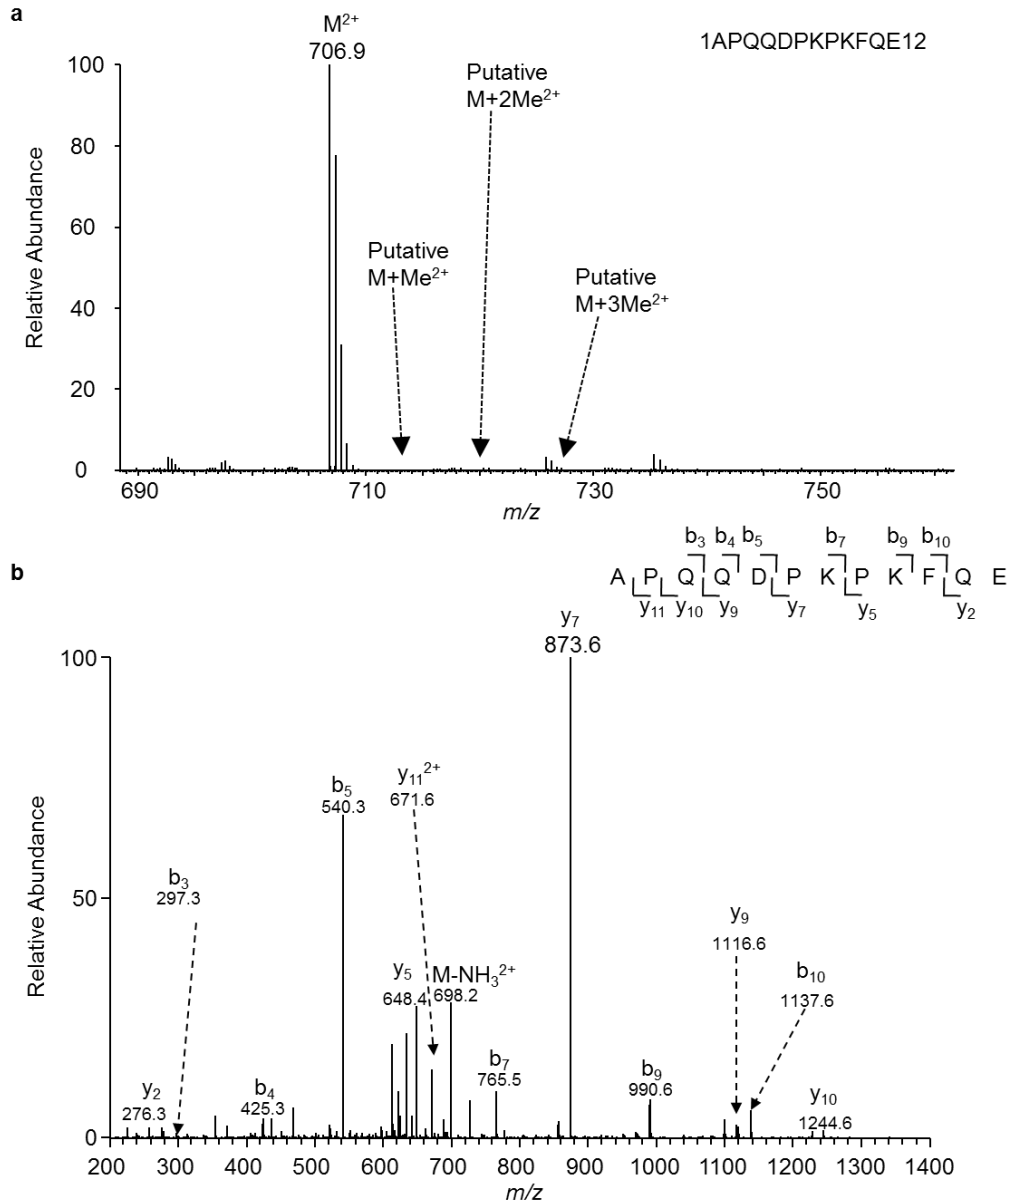 a
M²⁺
706.9
1APQQDPKPKFQE12
Putative
M+2Me²⁺
Putative
M+Me²⁺
Putative
M+3Me²⁺
Relative Abundance
100
80
60
40
20
0
690 710 730 750
m/z
b
b₃ b₄ b₅ b₇ b₉ b₁₀
A P Q Q D P K P K F Q E
y₁₁ y₁₀ y₉ y₇ y₅ y₂
y₇
873.6
y₁₁²⁺
671.6
b₅
540.3
b₃
297.3
y₉
1116.6
b₁₀
1137.6
y₅
648.4
M-NH₃²⁺
698.2
b₇
765.5
b₉
990.6
y₂
276.3
b₄
425.3
y₁₀
1244.6
Relative Abundance
100
50
0
200 300 400 500 600 700 800 900 1000 1100 1200 1300 1400
m/z